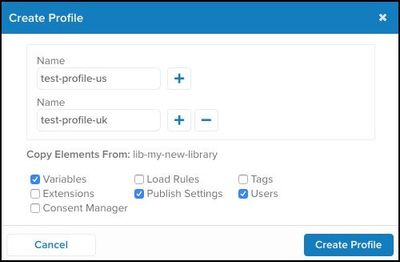 Create Profile
Name
test-profile-us
Name
test-profile-uk
Copy Elements From: lib-my-new-library
Variables Load Rules Tags
Extensions Publish Settings Users
Consent Manager
Cancel Create Profile